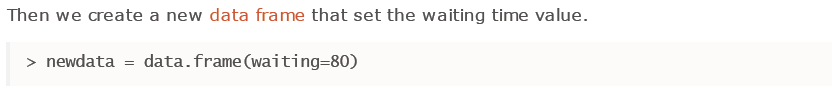 Then we create a new data frame that set the waiting time value.
> newdata = data.frame(waiting=80)